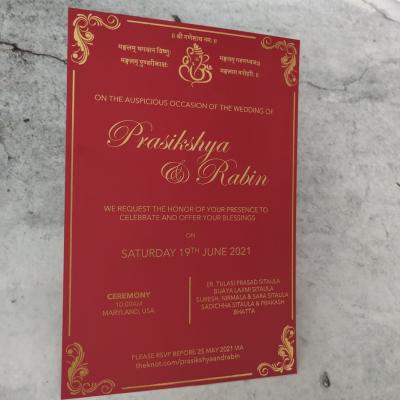 ॥ श्री गणेशाय नमः ॥
मङ्गलम् भगवान विष्णुः
मङ्गलम् गरुणध्वजः
मङ्गलम् पुण्डरीकाक्षः
मङ्गलाय तनोहरिः ॥
ON THE AUSPICIOUS OCCASION OF THE WEDDING OF
Prasikshya
& Rabin
WE REQUEST THE HONOR OF YOUR PRESENCE TO
CELEBRATE AND OFFER YOUR BLESSINGS
ON
SATURDAY 19TH JUNE 2021
CEREMONY
10:00AM
MARYLAND, USA
ER. TULASI PRASAD SITAULA
BIJAYA LAXMI SITAULA
SURESH, NIRMALA & SARA SITAULA
SADICHHA SITAULA & PRAKASH
BHATTA
PLEASE RSVP BEFORE 25 MAY 2021 VIA
theknot.com/prasikshyaandrabin